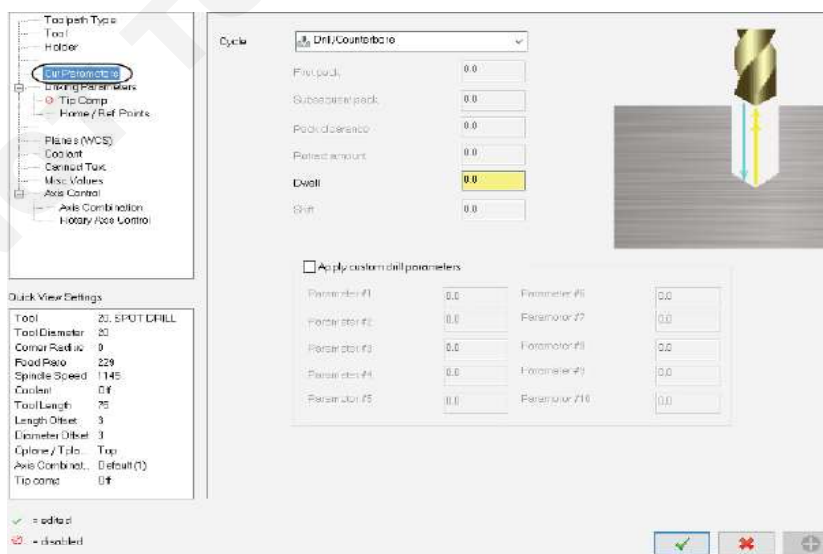 Toolpath Type
Tool
Holder
Cut Parameters
Linking Parameters
Tip Comp
Home / Ref. Points
Planes (WCS)
Coolant
Canned Text
Misc Values
Axis Control
Axis Combination
Rotary Axis Control
Quick View Settings
Tool 20. SPOT DRILL
Tool Diameter 20
Corner Radius 0
Feed Rate 229
Spindle Speed 1145
Coolant Off
Tool Length 75
Length Offset 3
Diameter Offset 3
Cplane / Tpla... Top
Axis Combinat... Default (1)
Tip comp Off
= edited
= disabled
Cycle Drill/Counterbore
First peck 0.0
Subsequent peck 0.0
Peck clearance 0.0
Retract amount 0.0
Dwell 0.0
Shift 0.0
Apply custom drill parameters
Parameter #1 0.0 Parameter #6 0.0
Parameter #2 0.0 Parameter #7 0.0
Parameter #3 0.0 Parameter #8 0.0
Parameter #4 0.0 Parameter #9 0.0
Parameter #5 0.0 Parameter #10 0.0